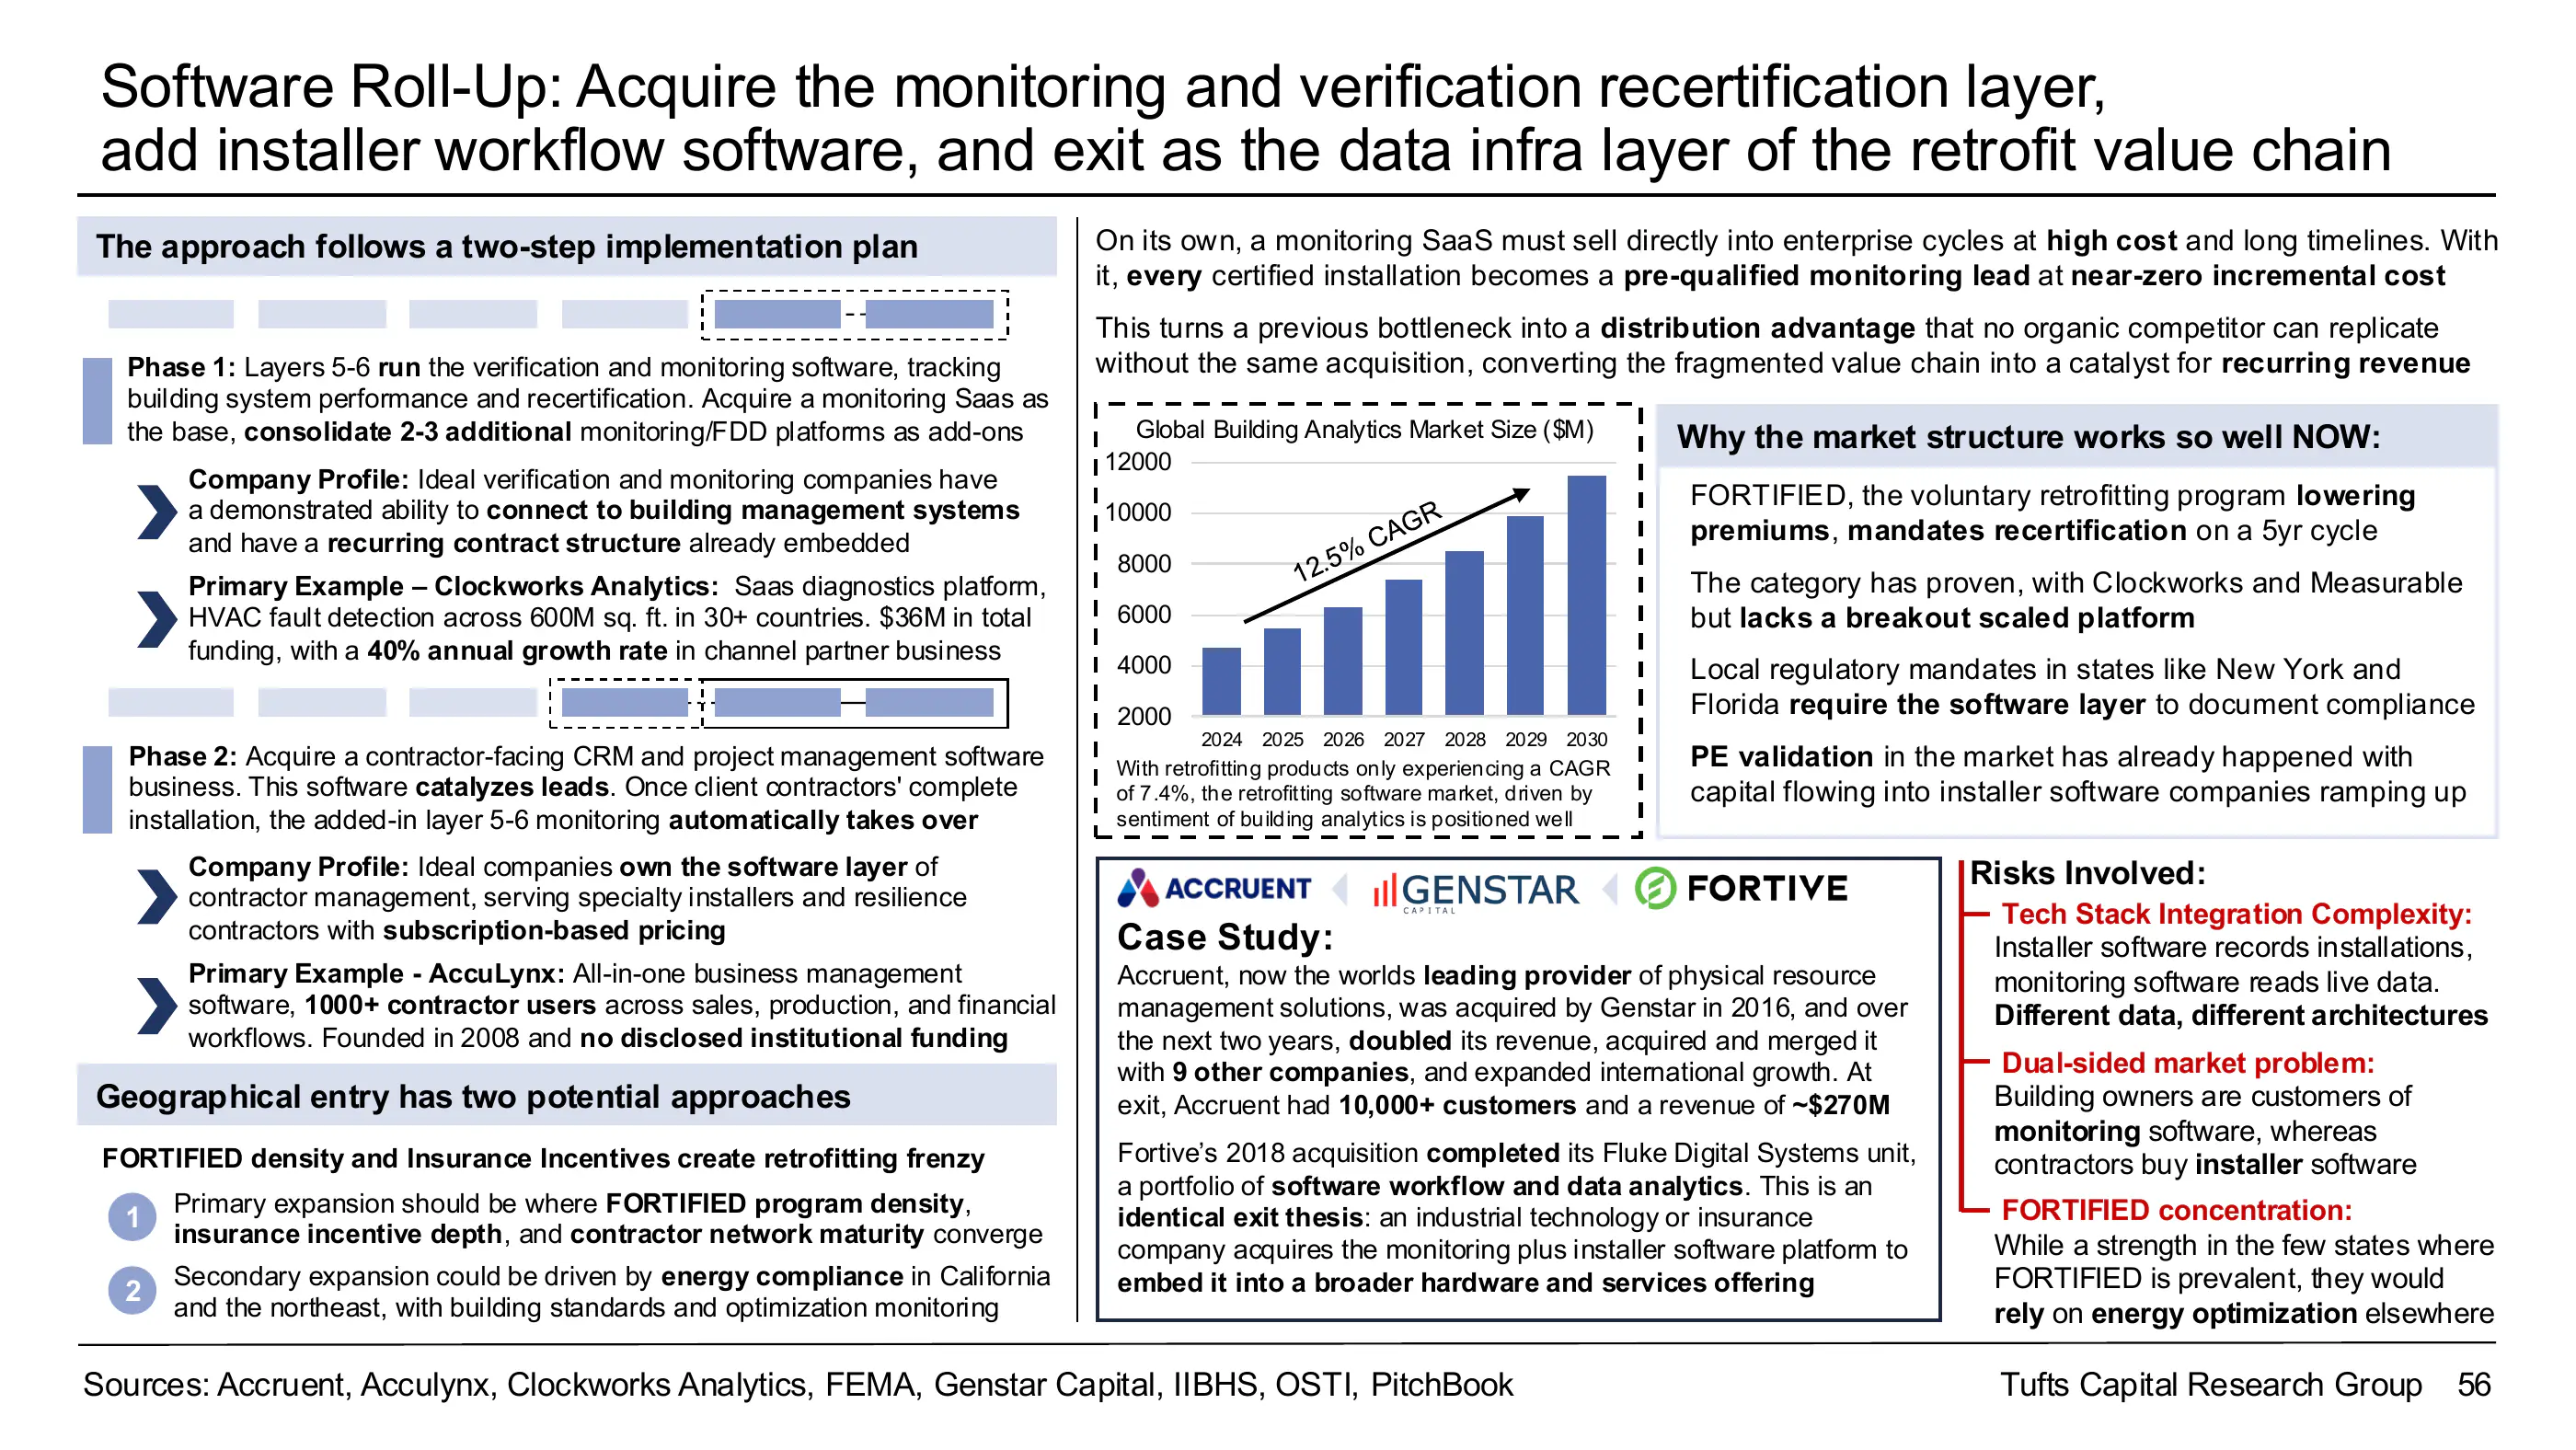 Software Roll-Up: Acquire the monitoring and verification recertification layer,
add installer workflow software, and exit as the data infra layer of the retrofit value chain
The approach follows a two-step implementation plan
Phase 1: Layers 5-6 run the verification and monitoring software, tracking
building system performance and recertification. Acquire a monitoring Saas as
the base, consolidate 2-3 additional monitoring/FDD platforms as add-ons
Company Profile: Ideal verification and monitoring companies have
a demonstrated ability to connect to building management systems
and have a recurring contract structure already embedded
Primary Example – Clockworks Analytics: Saas diagnostics platform,
HVAC fault detection across 600M sq. ft. in 30+ countries. $36M in total
funding, with a 40% annual growth rate in channel partner business
Phase 2: Acquire a contractor-facing CRM and project management software
business. This software catalyzes leads. Once client contractors' complete
installation, the added-in layer 5-6 monitoring automatically takes over
Company Profile: Ideal companies own the software layer of
contractor management, serving specialty installers and resilience
contractors with subscription-based pricing
Primary Example - AccuLynx: All-in-one business management
software, 1000+ contractor users across sales, production, and financial
workflows. Founded in 2008 and no disclosed institutional funding
Geographical entry has two potential approaches
FORTIFIED density and Insurance Incentives create retrofitting frenzy
1
Primary expansion should be where FORTIFIED program density,
insurance incentive depth, and contractor network maturity converge
2
Secondary expansion could be driven by energy compliance in California
and the northeast, with building standards and optimization monitoring
On its own, a monitoring SaaS must sell directly into enterprise cycles at high cost and long timelines. With
it, every certified installation becomes a pre-qualified monitoring lead at near-zero incremental cost
This turns a previous bottleneck into a distribution advantage that no organic competitor can replicate
without the same acquisition, converting the fragmented value chain into a catalyst for recurring revenue
Global Building Analytics Market Size ($M)
12000
10000
8000
6000
4000
2000
12.5% CAGR
2024 2025 2026 2027 2028 2029 2030
With retrofitting products only experiencing a CAGR
of 7.4%, the retrofitting software market, driven by
sentiment of building analytics is positioned well
Why the market structure works so well NOW:
FORTIFIED, the voluntary retrofitting program lowering
premiums, mandates recertification on a 5yr cycle
The category has proven, with Clockworks and Measurable
but lacks a breakout scaled platform
Local regulatory mandates in states like New York and
Florida require the software layer to document compliance
PE validation in the market has already happened with
capital flowing into installer software companies ramping up
ACCRUENT
GENSTAR
CAPITAL
FORTIVE
Case Study:
Accruent, now the worlds leading provider of physical resource
management solutions, was acquired by Genstar in 2016, and over
the next two years, doubled its revenue, acquired and merged it
with 9 other companies, and expanded international growth. At
exit, Accruent had 10,000+ customers and a revenue of ~$270M
Fortive's 2018 acquisition completed its Fluke Digital Systems unit,
a portfolio of software workflow and data analytics. This is an
identical exit thesis: an industrial technology or insurance
company acquires the monitoring plus installer software platform to
embed it into a broader hardware and services offering
Risks Involved:
Tech Stack Integration Complexity:
Installer software records installations,
monitoring software reads live data.
Different data, different architectures
Dual-sided market problem:
Building owners are customers of
monitoring software, whereas
contractors buy installer software
FORTIFIED concentration:
While a strength in the few states where
FORTIFIED is prevalent, they would
rely on energy optimization elsewhere
Sources: Accruent, Acculynx, Clockworks Analytics, FEMA, Genstar Capital, IIBHS, OSTI, PitchBook
Tufts Capital Research Group 56